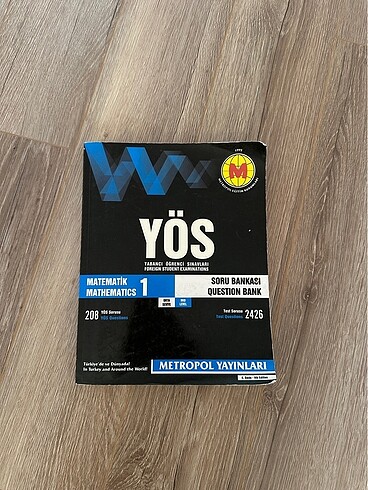 1997
M
YÖS
YABANCI ÖĞRENCİ SINAVLARI
FOREIGN STUDENT EXAMINATIONS
MATEMATİK
MATHEMATICS 1
SORU BANKASI
QUESTION BANK
208 YÖS Sorusu
YÖS Questions
Test Sorusu
Test Questions 2426
Türkiye'de ve Dünyada!
In Turkey and Around the World!
METROPOL YAYINLARI